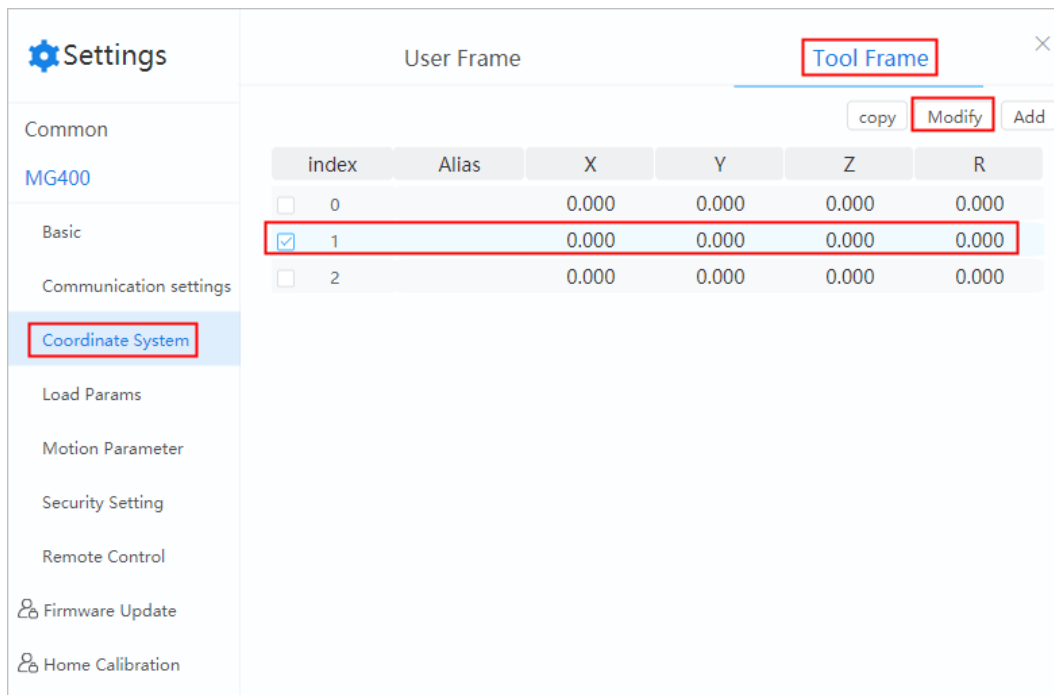 Settings
User Frame
Tool Frame
copy
Modify
Add
Common
MG400
index Alias X Y Z R
0 0.000 0.000 0.000 0.000
1 0.000 0.000 0.000 0.000
2 0.000 0.000 0.000 0.000
Basic
Communication settings
Coordinate System
Load Params
Motion Parameter
Security Setting
Remote Control
Firmware Update
Home Calibration